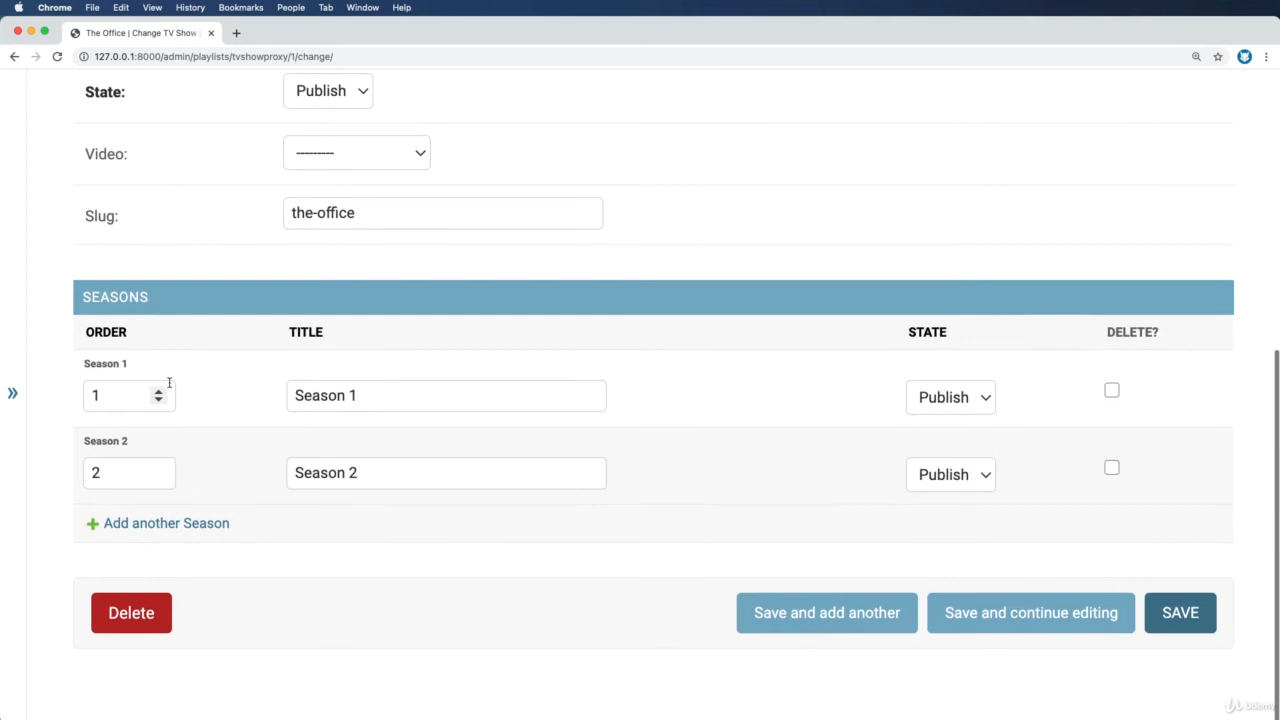 Chrome File Edit View History Bookmarks People Tab Window Help
The Office | Change TV Show
127.0.0.1:8000/admin/playlists/tvshowproxy/1/change/
State: Publish
Video: ---------
Slug: the-office
SEASONS
ORDER TITLE STATE DELETE?
Season 1
1 Season 1 Publish
Season 2
2 Season 2 Publish
Add another Season
Delete Save and add another Save and continue editing SAVE
udemy